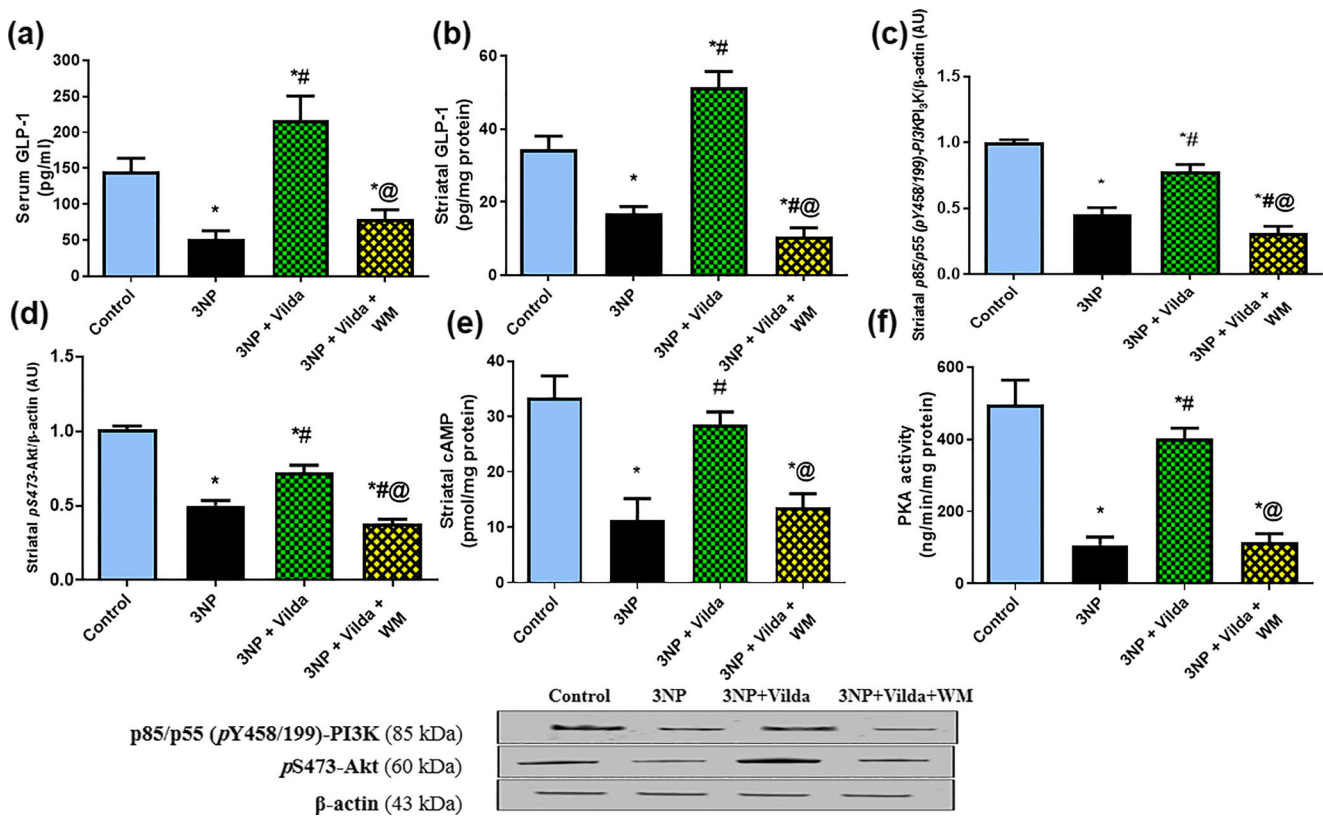 (a)
Serum GLP-1
(pg/ml)
300
250
200
150
100
50
0
*
*#
*@
Control
3NP
3NP + Vilda
3NP + Vilda +
WM
(b)
Striatal GLP-1
(pg/mg protein)
60
40
20
0
*
*#
*#@
Control
3NP
3NP + Vilda
3NP + Vilda +
WM
(c)
Striatal p85/p55 (pY458/199)-PI3KPI₃K/β-actin (AU)
1.5
1.0
0.5
0.0
*
*#
*#@
Control
3NP
3NP + Vilda
3NP + Vilda +
WM
(d)
Striatal pS473-Akt/β-actin (AU)
1.5
1.0
0.5
0.0
*
*#
*#@
Control
3NP
3NP + Vilda
3NP + Vilda +
WM
(e)
Striatal cAMP
(pmol/mg protein)
40
30
20
10
0
*
#
*@
Control
3NP
3NP + Vilda
3NP + Vilda +
WM
(f)
PKA activity
(ng/min/mg protein)
600
400
200
0
*
*#
*@
Control
3NP
3NP + Vilda
3NP + Vilda +
WM
Control 3NP 3NP+Vilda 3NP+Vilda+WM
p85/p55 (pY458/199)-PI3K (85 kDa)
pS473-Akt (60 kDa)
β-actin (43 kDa)